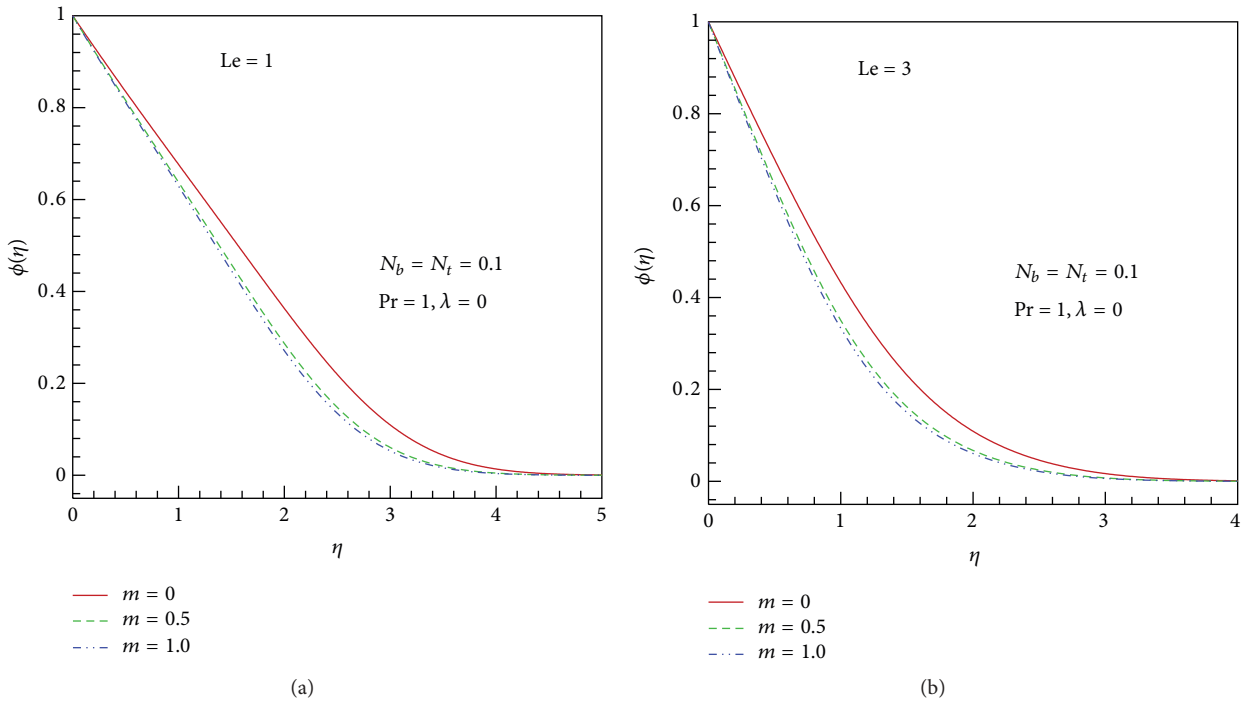 1
0.8
0.6
0.4
0.2
0
ϕ(η)
Le = 1
N_b = N_t = 0.1
Pr = 1, λ = 0
0 1 2 3 4 5
η
m = 0
m = 0.5
m = 1.0
(a)
1
0.8
0.6
0.4
0.2
0
ϕ(η)
Le = 3
N_b = N_t = 0.1
Pr = 1, λ = 0
0 1 2 3 4
η
m = 0
m = 0.5
m = 1.0
(b)